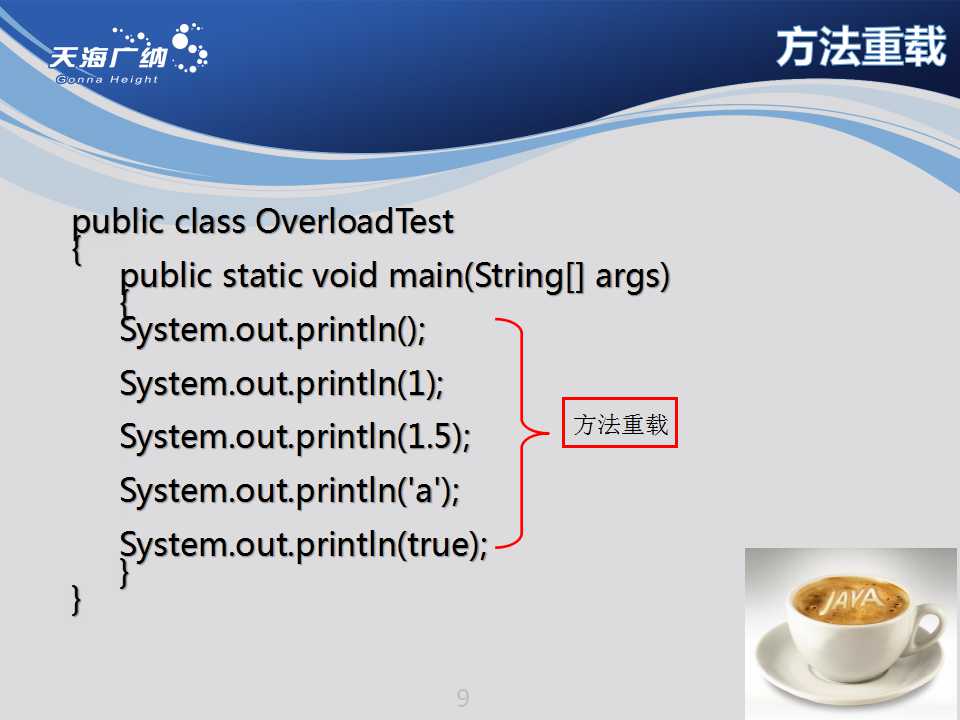 天海广纳
Gonna Height
方法重载
public class OverloadTest
{
public static void main(String[] args)
{
System.out.println();
System.out.println(1);
System.out.println(1.5);
System.out.println('a');
System.out.println(true);
}
}
方法重载
JAVA
9